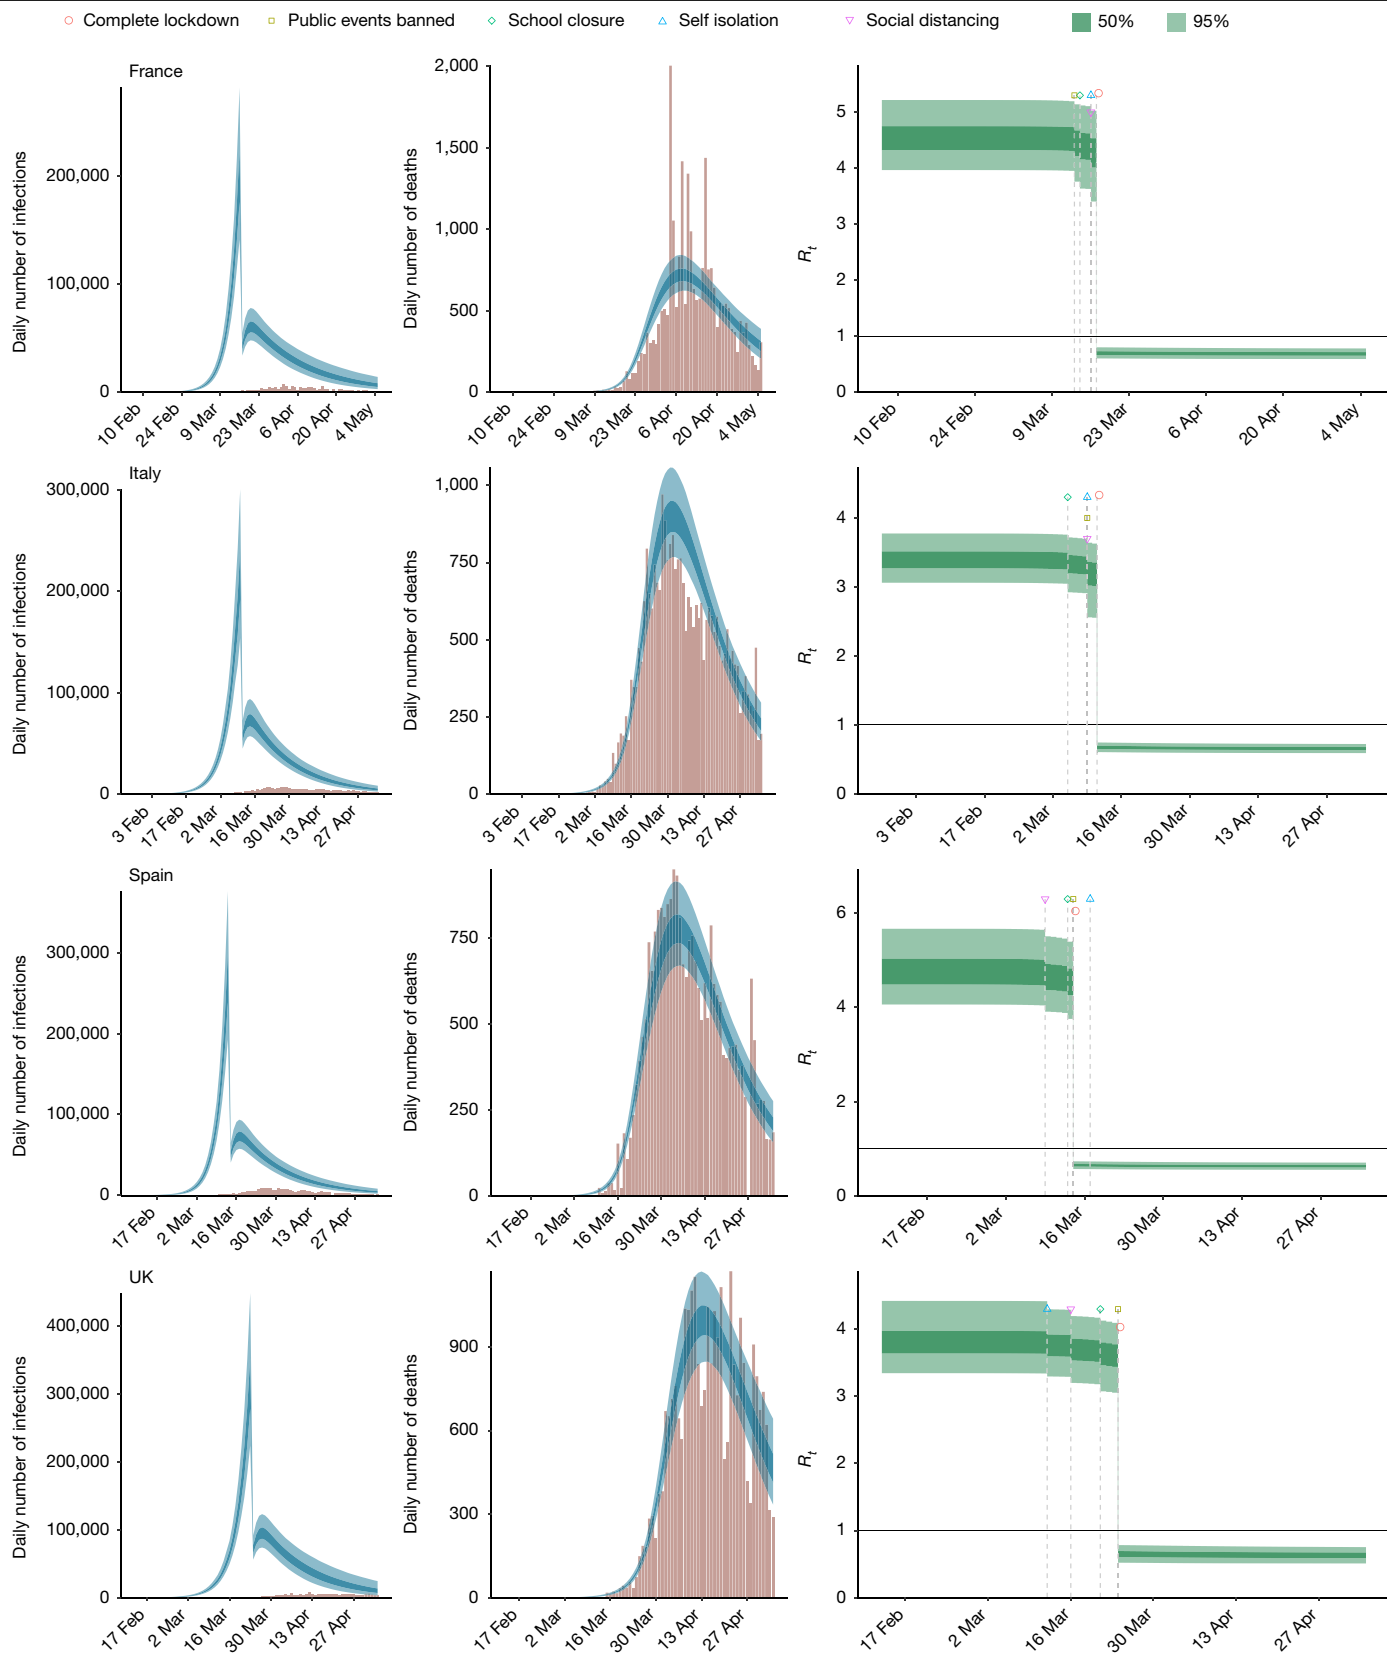 Complete lockdown Public events banned School closure Self isolation Social distancing 50% 95%
France
Daily number of infections
200,000
100,000
0
10 Feb 24 Feb 9 Mar 23 Mar 6 Apr 20 Apr 4 May
Daily number of deaths
2,000
1,500
1,000
500
0
10 Feb 24 Feb 9 Mar 23 Mar 6 Apr 20 Apr 4 May
Rt
5
4
3
2
1
0
10 Feb 24 Feb 9 Mar 23 Mar 6 Apr 20 Apr 4 May
Italy
Daily number of infections
300,000
200,000
100,000
0
3 Feb 17 Feb 2 Mar 16 Mar 30 Mar 13 Apr 27 Apr
Daily number of deaths
1,000
750
500
250
0
3 Feb 17 Feb 2 Mar 16 Mar 30 Mar 13 Apr 27 Apr
Rt
4
3
2
1
0
3 Feb 17 Feb 2 Mar 16 Mar 30 Mar 13 Apr 27 Apr
Spain
Daily number of infections
300,000
200,000
100,000
0
17 Feb 2 Mar 16 Mar 30 Mar 13 Apr 27 Apr
Daily number of deaths
750
500
250
0
17 Feb 2 Mar 16 Mar 30 Mar 13 Apr 27 Apr
Rt
6
4
2
0
17 Feb 2 Mar 16 Mar 30 Mar 13 Apr 27 Apr
UK
Daily number of infections
400,000
300,000
200,000
100,000
0
17 Feb 2 Mar 16 Mar 30 Mar 13 Apr 27 Apr
Daily number of deaths
900
600
300
0
17 Feb 2 Mar 16 Mar 30 Mar 13 Apr 27 Apr
Rt
4
3
2
1
0
17 Feb 2 Mar 16 Mar 30 Mar 13 Apr 27 Apr